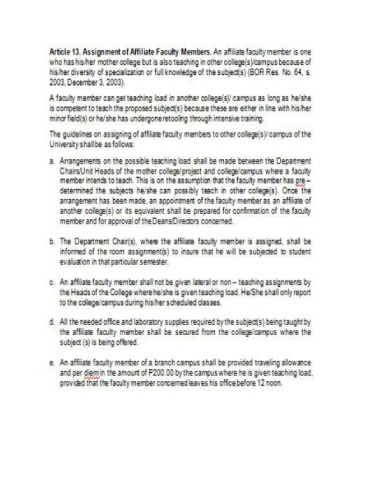 Article 13. Assignment of Affiliate Faculty Members. An affiliate faculty member is one
who has his/her mother college but is also teaching in other college(s)/campus because of
his/her diversity of specialization or full knowledge of the subject(s) (BOR Res. No. 64, s,
2003, December 3, 2003).
A faculty member can get teaching load in another college(s)/ campus as long as he/she
is competent to teach the proposed subject(s) because these are either in line with his/her
minor field(s) or he/she has undergone retooling through intensive training.
The guidelines on assigning of affiliate faculty members to other college(s)/ campus of the
University shall be as follows:
a. Arrangements on the possible teaching load shall be made between the Department
Chairs/Unit Heads of the mother college/project and college/campus where a faculty
member intends to teach. This is on the assumption that the faculty member has pre –
determined the subjects he/she can possibly teach in other college(s). Once the
arrangement has been made, an appointment of the faculty member as an affiliate of
another college(s) or its equivalent shall be prepared for confirmation of the faculty
member and for approval of the Deans/Directors concerned.
b. The Department Chair(s), where the affiliate faculty member is assigned, shall be
informed of the room assignment(s) to insure that he will be subjected to student
evaluation in that particular semester.
c. An affiliate faculty member shall not be given lateral or non – teaching assignments by
the Heads of the College where he/she is given teaching load. He/She shall only report
to the college/campus during his/her scheduled classes.
d. All the needed office and laboratory supplies required by the subject(s) being taught by
the affiliate faculty member shall be secured from the college/campus where the
subject (s) is being offered.
e. An affiliate faculty member of a branch campus shall be provided traveling allowance
and per diem in the amount of P200.00 by the campus where he is given teaching load,
provided that the faculty member concerned leaves his office before 12 noon.